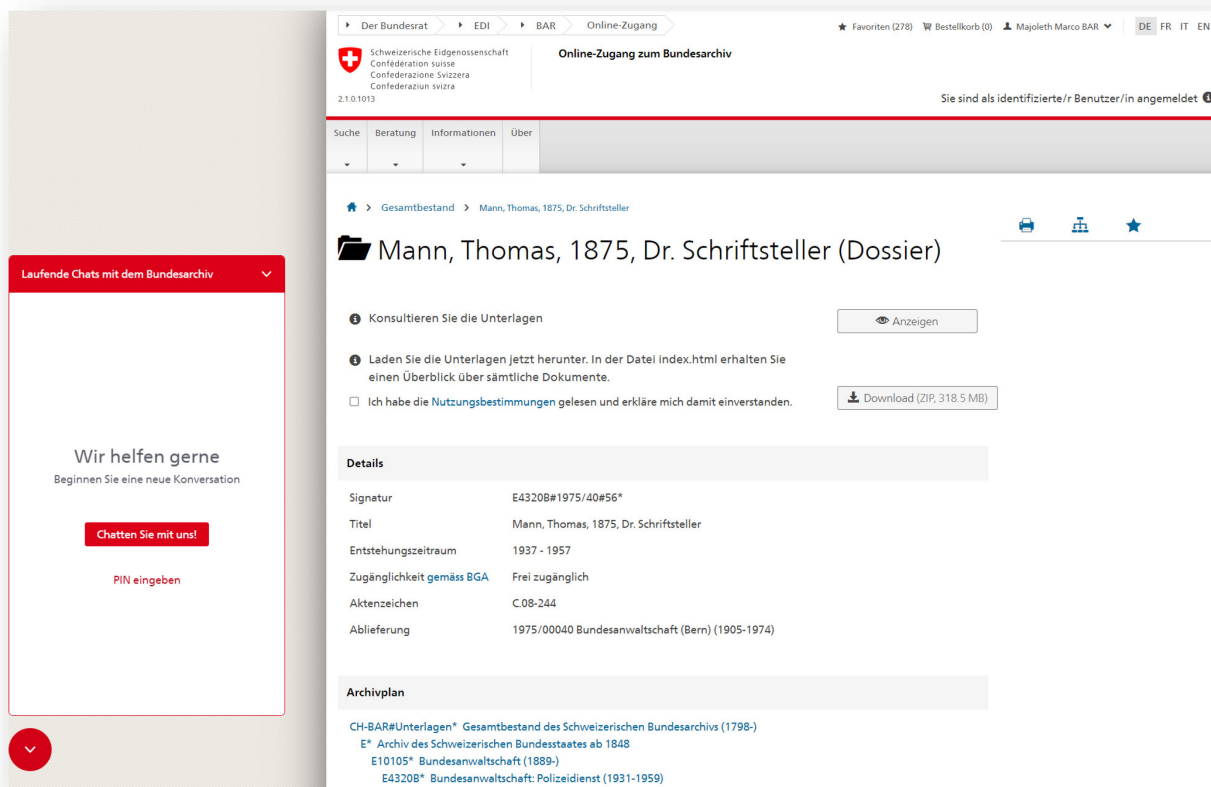 Der Bundesrat EDI BAR Online-Zugang
Favoriten (278) Bestellkorb (0) Majoleth Marco BAR DE FR IT EN
Schweizerische Eidgenossenschaft
Confédération suisse
Confederazione Svizzera
Confederaziun svizra
Online-Zugang zum Bundesarchiv
2.1.0.1013
Sie sind als identifizierte/r Benutzer/in angemeldet
Suche Beratung Informationen Über
Gesamtbestand > Mann, Thomas, 1875, Dr. Schriftsteller
Mann, Thomas, 1875, Dr. Schriftsteller (Dossier)
Konsultieren Sie die Unterlagen
Anzeigen
Laden Sie die Unterlagen jetzt herunter. In der Datei index.html erhalten Sie
einen Überblick über sämtliche Dokumente.
Ich habe die Nutzungsbestimmungen gelesen und erkläre mich damit einverstanden.
Download (ZIP, 318.5 MB)
Details
Signatur E4320B#1975/40#56*
Titel Mann, Thomas, 1875, Dr. Schriftsteller
Entstehungszeitraum 1937 - 1957
Zugänglichkeit gemäss BGA Frei zugänglich
Aktenzeichen C.08-244
Ablieferung 1975/00040 Bundesanwaltschaft (Bern) (1905-1974)
Archivplan
CH-BAR#Unterlagen* Gesamtbestand des Schweizerischen Bundesarchivs (1798-)
E* Archiv des Schweizerischen Bundesstaates ab 1848
E10105* Bundesanwaltschaft (1889-)
E4320B* Bundesanwaltschaft: Polizeidienst (1931-1959)
Laufende Chats mit dem Bundesarchiv
Wir helfen gerne
Beginnen Sie eine neue Konversation
Chatten Sie mit uns!
PIN eingeben